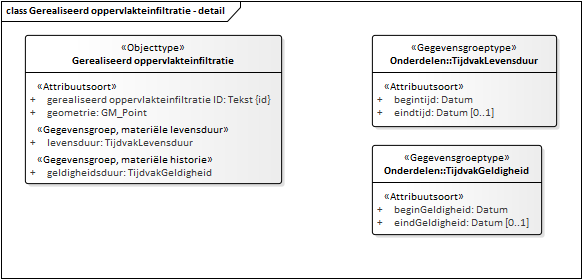 class Gerealiseerd oppervlakteinfiltratie - detail
«Objecttype»
Gerealiseerd oppervlakteinfiltratie
«Attribuutsoort»
+ gerealiseerd oppervlakteinfiltratie ID: Tekst {id}
+ geometrie: GM_Point
«Gegevensgroep, materiële levensduur»
+ levensduur: TijdvakLevensduur
«Gegevensgroep, materiële historie»
+ geldigheidsduur: TijdvakGeldigheid
«Gegevensgroeptype»
Onderdelen::TijdvakLevensduur
«Attribuutsoort»
+ begintijd: Datum
+ eindtijd: Datum [0..1]
«Gegevensgroeptype»
Onderdelen::TijdvakGeldigheid
«Attribuutsoort»
+ beginGeldigheid: Datum
+ eindGeldigheid: Datum [0..1]